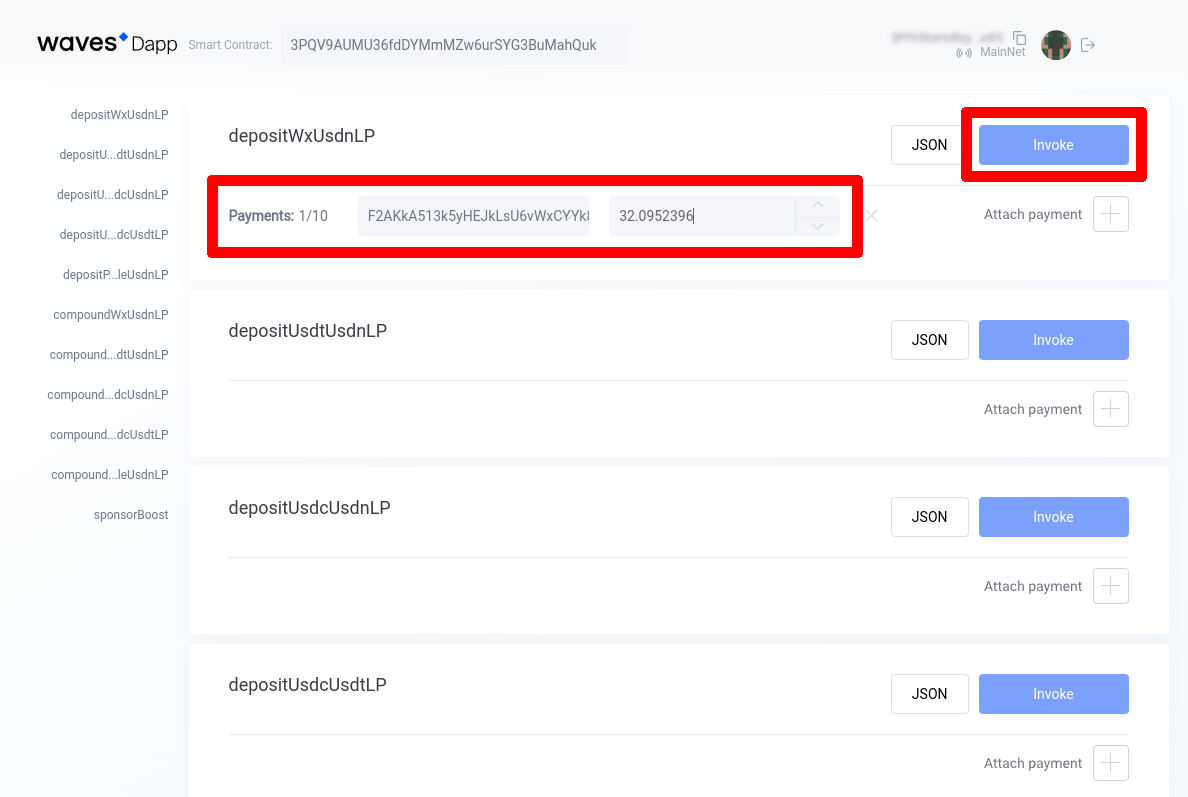 waves Dapp Smart Contract: 3PQV9AUMU36fdDYMmMZw6urSYG3BuMahQuk
MainNet
depositWxUsdnLP
depositU...dtUsdnLP
depositU...dcUsdnLP
depositU...dcUsdtLP
depositP...leUsdnLP
compoundWxUsdnLP
compound...dtUsdnLP
compound...dcUsdnLP
compound...dcUsdtLP
compound...leUsdnLP
sponsorBoost
depositWxUsdnLP
JSON Invoke
Payments: 1/10 F2AKkA513k5yHEJkLsU6vWxCYYk 32.0952396
Attach payment
depositUsdtUsdnLP
JSON Invoke
Attach payment
depositUsdcUsdnLP
JSON Invoke
Attach payment
depositUsdcUsdtLP
JSON Invoke
Attach payment